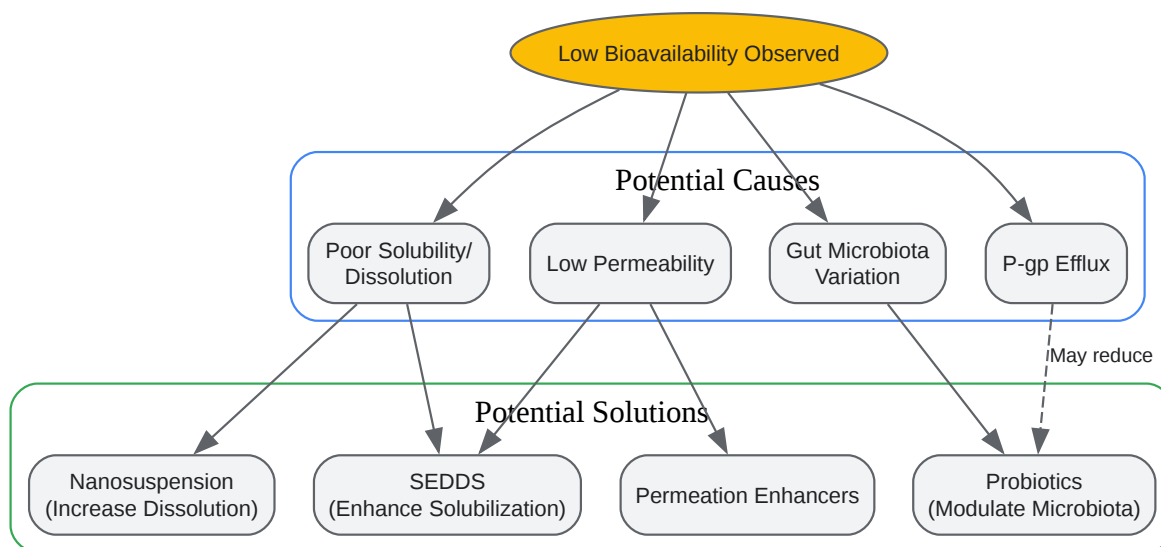 Low Bioavailability Observed
Potential Causes
Poor Solubility/
Dissolution
Low Permeability
Gut Microbiota
Variation
P-gp Efflux
May reduce
Potential Solutions
Nanosuspension
(Increase Dissolution)
SEDDS
(Enhance Solubilization)
Permeation Enhancers
Probiotics
(Modulate Microbiota)